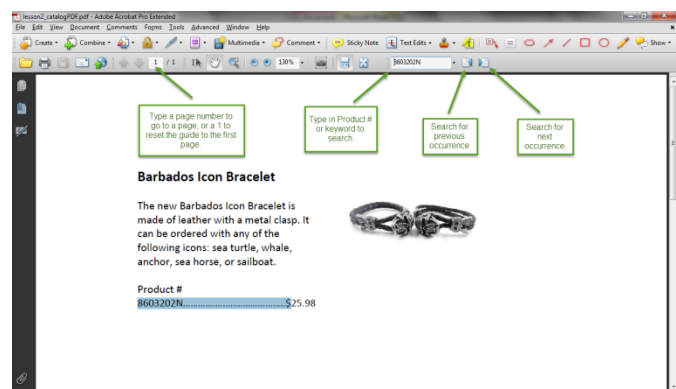 lesson2_catalogPDF.pdf - Adobe Acrobat Pro Extended
File Edit View Document Comments Forms Tools Advanced Window Help
Create Combine Multimedia Comment Sticky Note Text Edits Show
1 / 1 130% 8603202N
Type a page number to
go to a page, or a 1 to
reset the guide to the first
page.
Type in Product #
or keyword to
search
Search for
previous
occurrence
Search for
next
occurrence
Barbados Icon Bracelet
The new Barbados Icon Bracelet is
made of leather with a metal clasp. It
can be ordered with any of the
following icons: sea turtle, whale,
anchor, sea horse, or sailboat.
Product #
8603202N.......................................$25.98